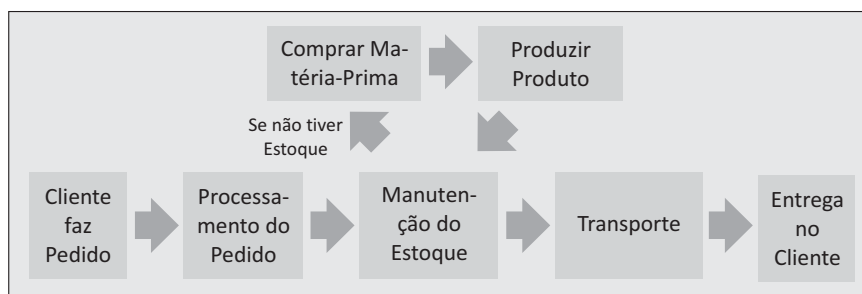 Comprar Ma-
téria-Prima
Produzir
Produto
Se não tiver
Estoque
Cliente
faz
Pedido
Processa-
mento do
Pedido
Manuten-
ção do
Estoque
Transporte
Entrega
no
Cliente